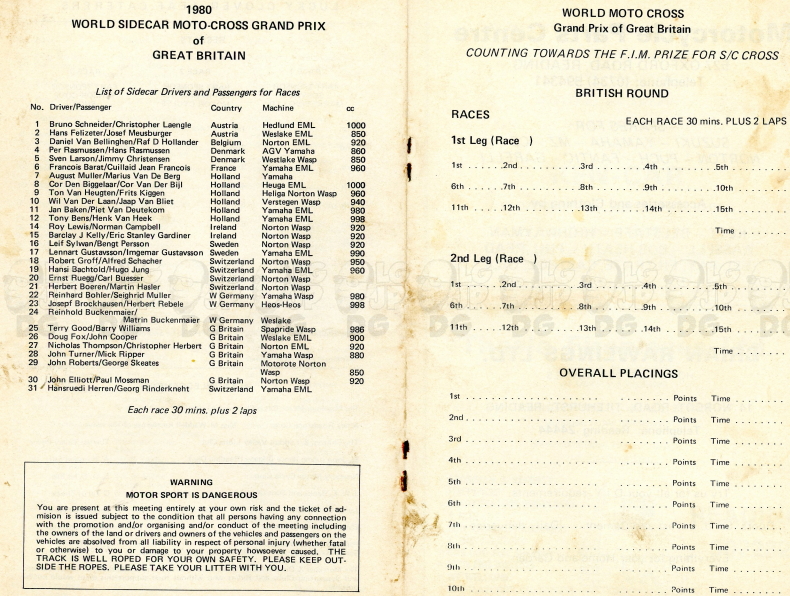 1980
WORLD SIDECAR MOTO-CROSS GRAND PRIX
of
GREAT BRITAIN
List of Sidecar Drivers and Passengers for Races
No. Driver/Passenger Country Machine cc
1 Bruno Schneider/Christopher Laengle Austria Hedlund EML 1000
2 Hans Felizeter/Josef Meusburger Austria Weslake EML 850
3 Daniel Van Bellinghen/Raf D Hollander Belgium Norton EML 920
4 Per Rasmussen/Hans Rasmussen Denmark AGV Yamaha 860
5 Sven Larson/Jimmy Christensen Denmark Westlake Wasp 850
6 Francois Barat/Cuillaid Jean Francois France Yamaha EML 960
7 August Muller/Marius Van De Berg Holland Yamaha
8 Cor Den Biggelaar/Cor Van Der Bijl Holland Heuga EML 1000
9 Ton Van Heugten/Frits Kiggen Holland Heliga Norton Wasp 960
10 Wil Van Der Laan/Jaap Van Bliet Holland Verstegen Wasp 940
11 Jan Baken/Piet Van Deutekom Holland Yamaha EML 980
12 Tony Bens/Henk Van Heek Holland Yamaha EML 998
14 Roy Lewis/Norman Campbell Ireland Norton Wasp 920
15 Barclay J Kelly/Eric Stanley Gardiner Ireland Norton Wasp 920
16 Leif Sylwan/Bengt Persson Sweden Norton Wasp 920
17 Lennart Gustavsson/Imgemar Gustavsson Sweden Yamaha EML 990
18 Robert Groff/Alfred Schacher Switzerland Norton Wasp 950
19 Hansi Bachtold/Hugo Jung Switzerland Yamaha EML 960
20 Ernst Ruegg/Carl Buesser Switzerland Norton Wasp
21 Herbert Boeren/Martin Hasler Switzerland Norton Wasp
22 Reinhard Bohler/Seighrid Muller W Germany Yamaha Wasp 980
23 Josepf Brockhausen/Herbert Rebele W Germany Heos-Heos 998
24 Reinhold Buckenmaier/
Matrin Buckenmaier W Germany Weslake
25 Terry Good/Barry Williams G Britain Spapride Wasp 986
26 Doug Fox/John Cooper G Britain Weslake EML 900
27 Nicholas Thompson/Christopher Herbert G Britain Norton EML 920
28 John Turner/Mick Ripper G Britain Yamaha Wasp 880
29 John Roberts/George Skeates G Britain Motorote Norton
Wasp 850
30 John Elliott/Paul Mossman G Britain Norton Wasp 920
31 Hansruedi Herren/Georg Rinderkneht Switzerland Yamaha EML
Each race 30 mins. plus 2 laps
WARNING
MOTOR SPORT IS DANGEROUS
You are present at this meeting entirely at your own risk and the ticket of ad-
mision is issued subject to the condition that all persons having any connection
with the promotion and/or organising and/or conduct of the meeting including
the owners of the land or drivers and owners of the vehicles and passengers on the
vehicles are absolved from all liability in respect of personal injury (whether fatal
or otherwise) to you or damage to your property howsoever caused. THE
TRACK IS WELL ROPED FOR YOUR OWN SAFETY. PLEASE KEEP OUT-
SIDE THE ROPES. PLEASE TAKE YOUR LITTER WITH YOU.
WORLD MOTO CROSS
Grand Prix of Great Britain
COUNTING TOWARDS THE F.I.M. PRIZE FOR S/C CROSS
BRITISH ROUND
RACES EACH RACE 30 mins. PLUS 2 LAPS
1st Leg (Race )
1st . . . . . . .2nd . . . . . . . . . .3rd . . . . . . . .4th . . . . . . . . . .5th . . . . . . . . .
6th . . . . . . .7th . . . . . . . . . .8th . . . . . . . .9th . . . . . . . . . .10th . . . . . . . .
11th . . . . . .12th . . . . . . . . .13th . . . . . . .14th . . . . . . . . .15th . . . . . . . .
Time . . . . . . . .
2nd Leg (Race )
1st . . . . . . .2nd . . . . . . . . . .3rd . . . . . . . .4th . . . . . . . . . .5th . . . . . . . . .
6th . . . . . . .7th . . . . . . . . . .8th . . . . . . . .9th . . . . . . . . . .10th . . . . . . . .
11th . . . . . .12th . . . . . . . . .13th . . . . . . .14th . . . . . . . . .15th . . . . . . . .
Time . . . . . . . .
OVERALL PLACINGS
1st . . . . . . . . . . . . . . . . . . . . . . . . . . . . . . . . Points Time . . . . . . . .
2nd . . . . . . . . . . . . . . . . . . . . . . . . . . . . . . . . Points Time . . . . . . . .
3rd . . . . . . . . . . . . . . . . . . . . . . . . . . . . . . . . Points Time . . . . . . . .
4th . . . . . . . . . . . . . . . . . . . . . . . . . . . . . . . . Points Time . . . . . . . .
5th . . . . . . . . . . . . . . . . . . . . . . . . . . . . . . . . Points Time . . . . . . . .
6th . . . . . . . . . . . . . . . . . . . . . . . . . . . . . . . . Points Time . . . . . . . .
7th . . . . . . . . . . . . . . . . . . . . . . . . . . . . . . . . Points Time . . . . . . . .
8th . . . . . . . . . . . . . . . . . . . . . . . . . . . . . . . . Points Time . . . . . . . .
9th . . . . . . . . . . . . . . . . . . . . . . . . . . . . . . . . Points Time . . . . . . . .
10th . . . . . . . . . . . . . . . . . . . . . . . . . . . . . . . . Points Time . . . . . . . .